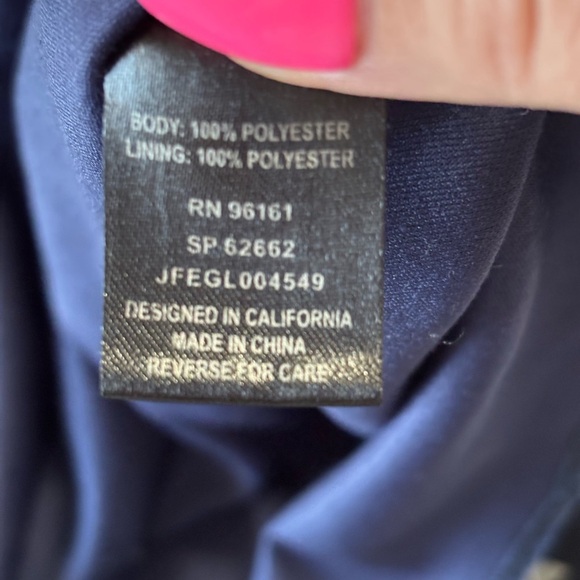 BODY: 100% POLYESTER
LINING: 100% POLYESTER
RN 96161
SP 62662
JFEGL004549
DESIGNED IN CALIFORNIA
MADE IN CHINA
REVERSE FOR CARE